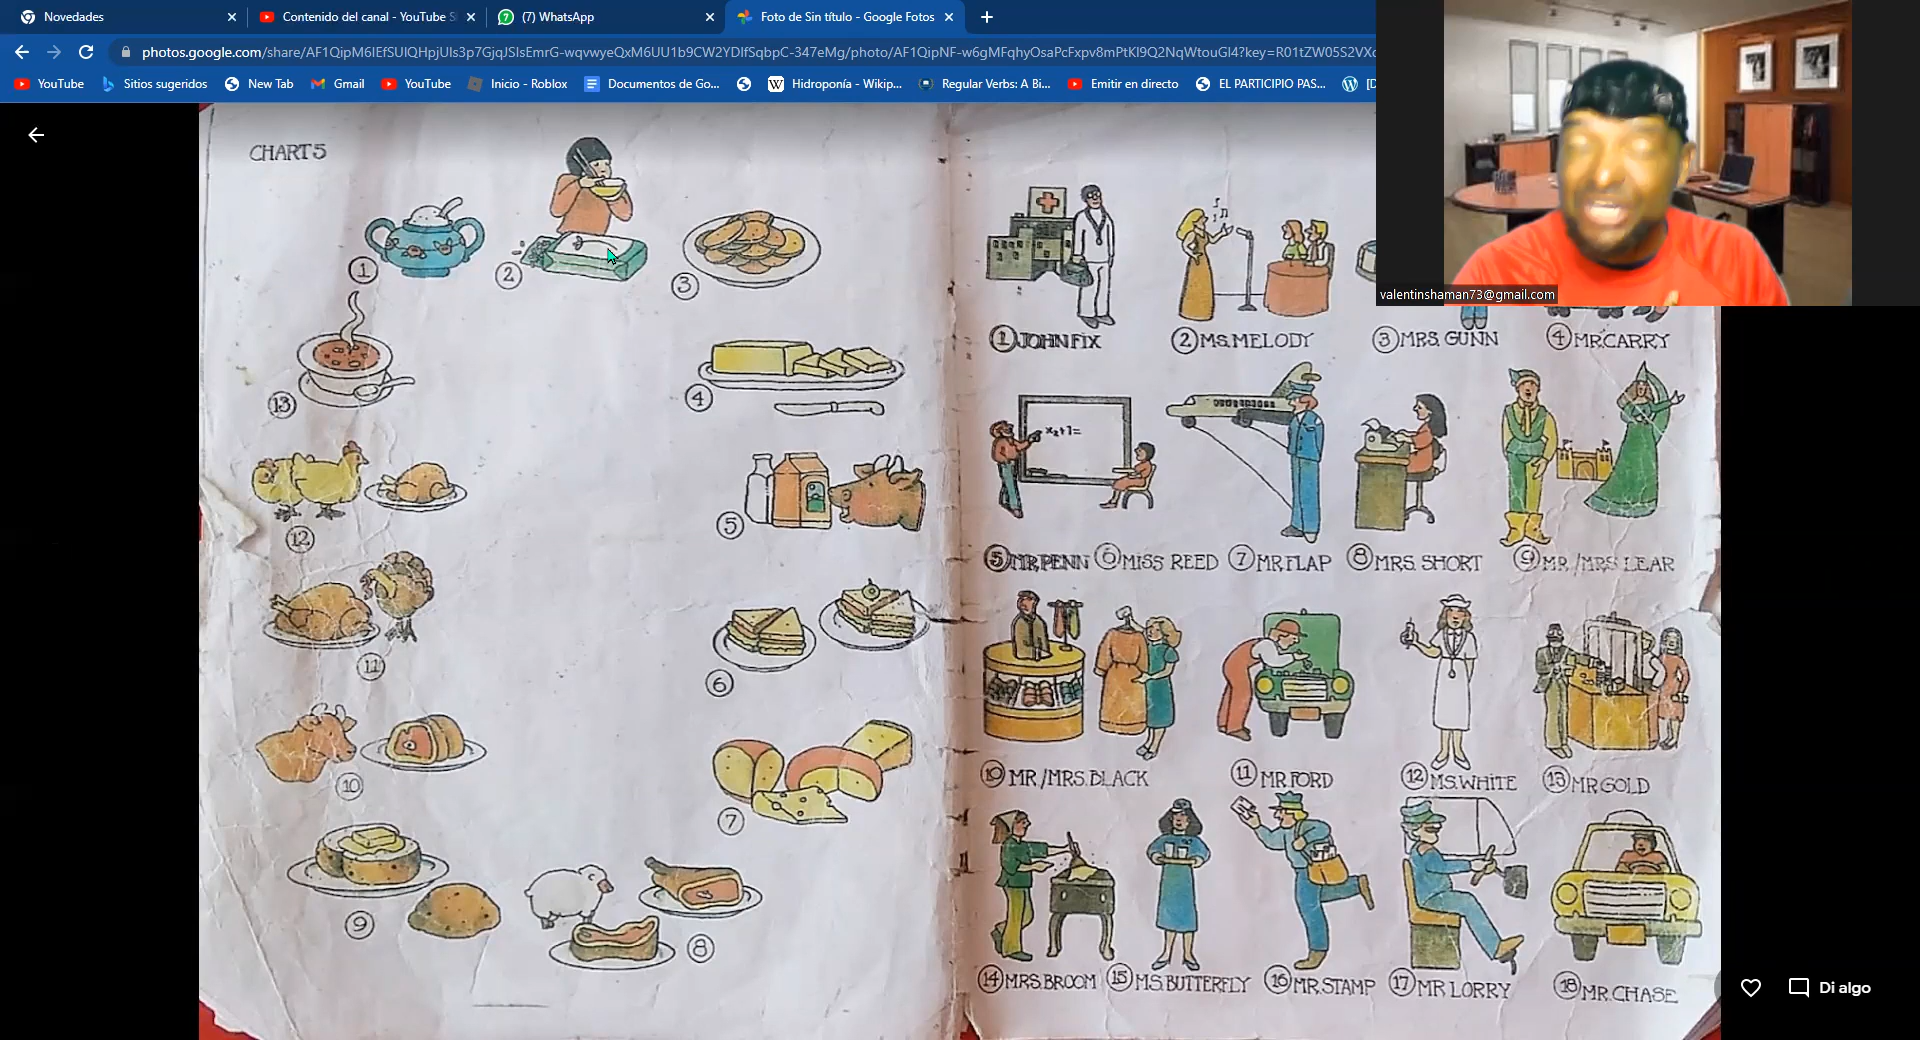 Novedades
Contenido del canal - YouTube S
(7) WhatsApp
Foto de Sin título - Google Fotos
photos.google.com/share/AF1QipM6lEfSUlQHpjUls3p7GjqJSlsEmrG-wqvwyeQxM6UU1b9CW2YDlfSqbpC-347eMg/photo/AF1QipNF-w6gMFqhyOsaPcFxpv8mPtKl9Q2NqWtouGl4?key=R01tZW05S2VX
YouTube
Sitios sugeridos
New Tab
Gmail
YouTube
Inicio - Roblox
Documentos de Go...
Hidroponía - Wikip...
Regular Verbs: A Bi...
Emitir en directo
EL PARTICIPIO PAS...
[D
valentinshaman73@gmail.com
CHART 5
1
2
3
13
4
12
5
11
6
10
7
9
8
1 JOHN FIX
2 MS. MELODY
3 MRS. GUNN
4 MR. CARRY
x2+7=
5 MR. PENN
6 MISS REED
7 MR. FLAP
8 MRS. SHORT
9 MR. / MRS. LEAR
10 MR. / MRS. BLACK
11 MR. FORD
12 MS. WHITE
13 MR. GOLD
14 MRS. BROOM
15 MS. BUTTERFLY
16 MR. STAMP
17 MR. LORRY
18 MR. CHASE
Di algo